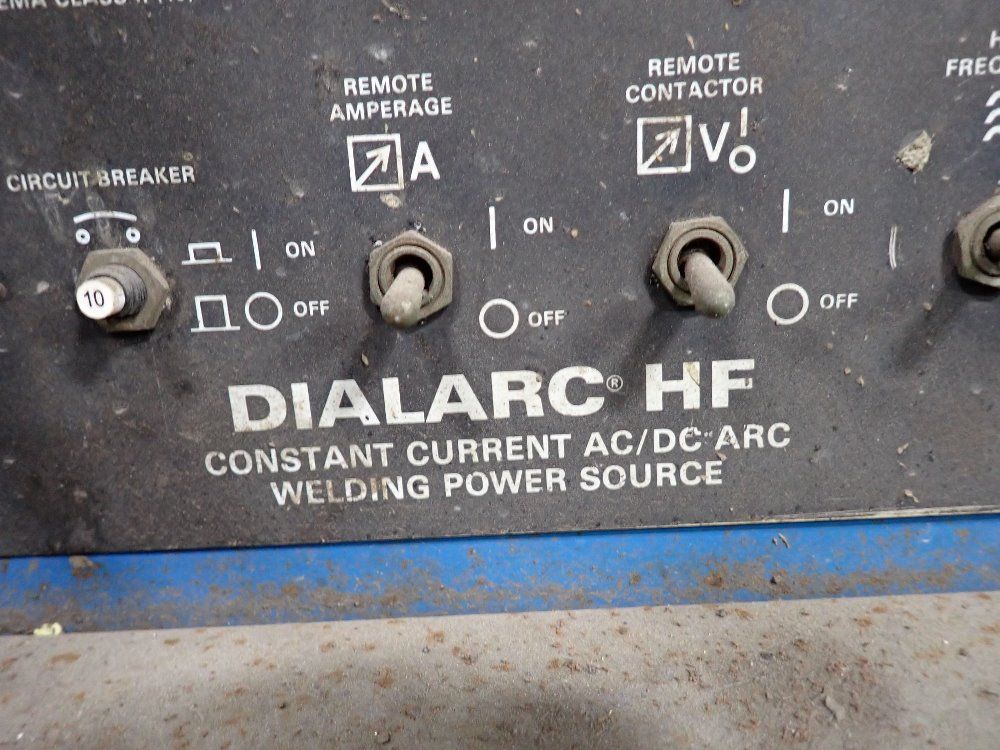 REMOTE
AMPERAGE
A
REMOTE
CONTACTOR
V
CIRCUIT BREAKER
10
ON
OFF
ON
OFF
ON
OFF
DIALARC® HF
CONSTANT CURRENT AC/DC ARC
WELDING POWER SOURCE